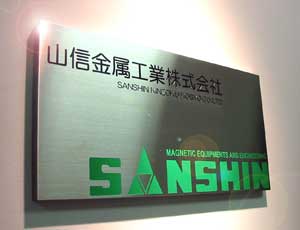 山信金属工業株式会社
SANSHIN
MAGNETIC EQUIPMENTS AND ENGINEERING
SANSHIN